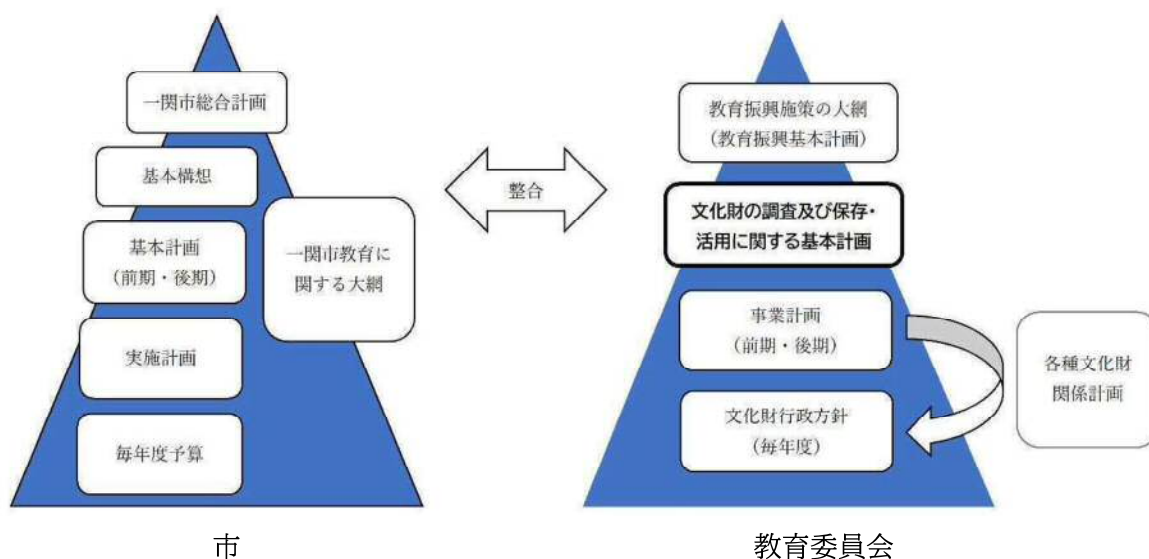 一関市総合計画
基本構想
基本計画
（前期・後期）
実施計画
毎年度予算
一関市教育に
関する大綱
市
整合
教育振興施策の大綱
（教育振興基本計画）
文化財の調査及び保存・
活用に関する基本計画
事業計画
（前期・後期）
文化財行政方針
（毎年度）
各種文化財
関係計画
教育委員会